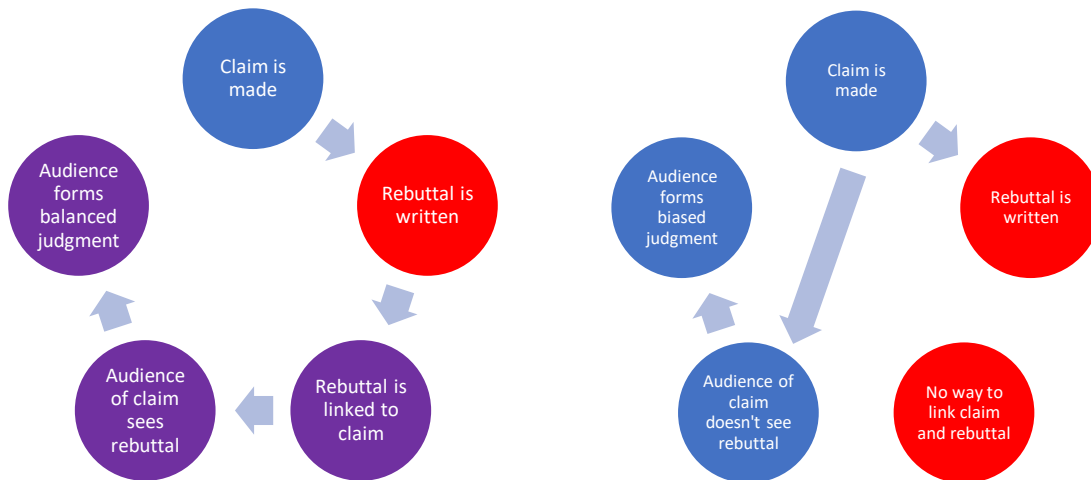 Claim is
made
Rebuttal is
written
Rebuttal is
linked to
claim
Audience
of claim
sees
rebuttal
Audience
forms
balanced
judgment
Claim is
made
Rebuttal is
written
No way to
link claim
and rebuttal
Audience of
claim
doesn't see
rebuttal
Audience
forms
biased
judgment